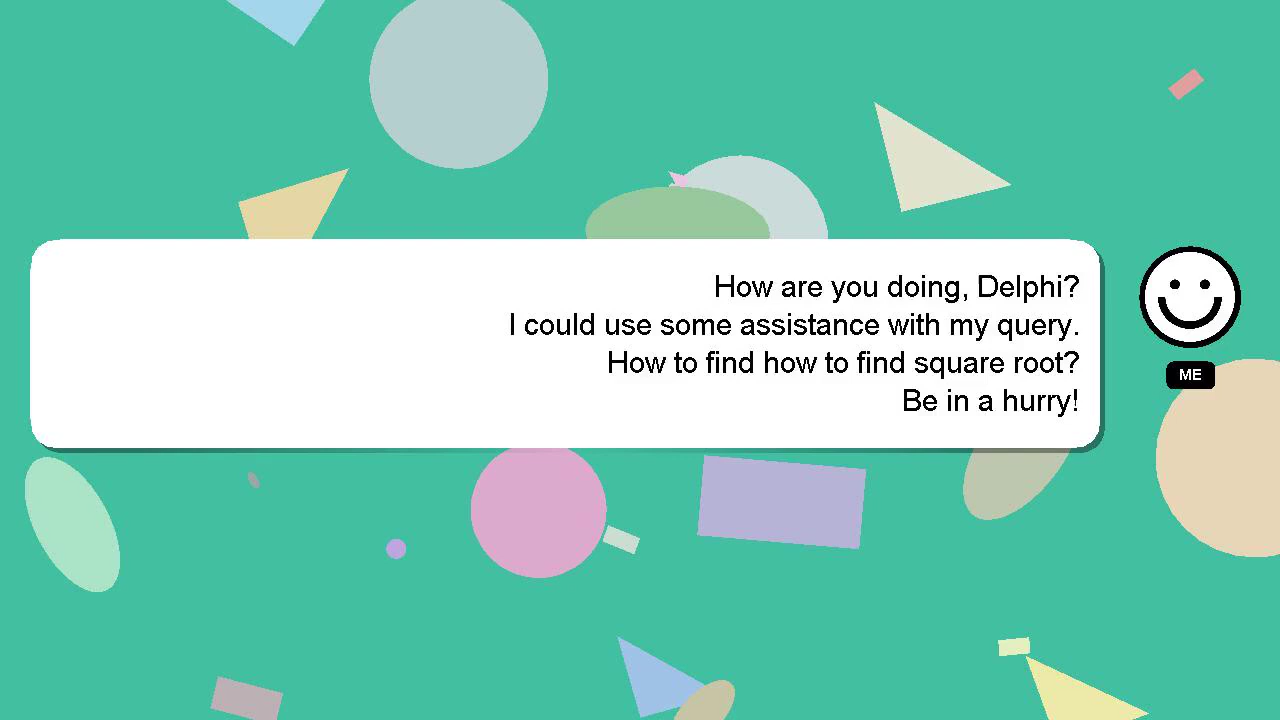 How are you doing, Delphi?
I could use some assistance with my query.
How to find how to find square root?
Be in a hurry!
ME